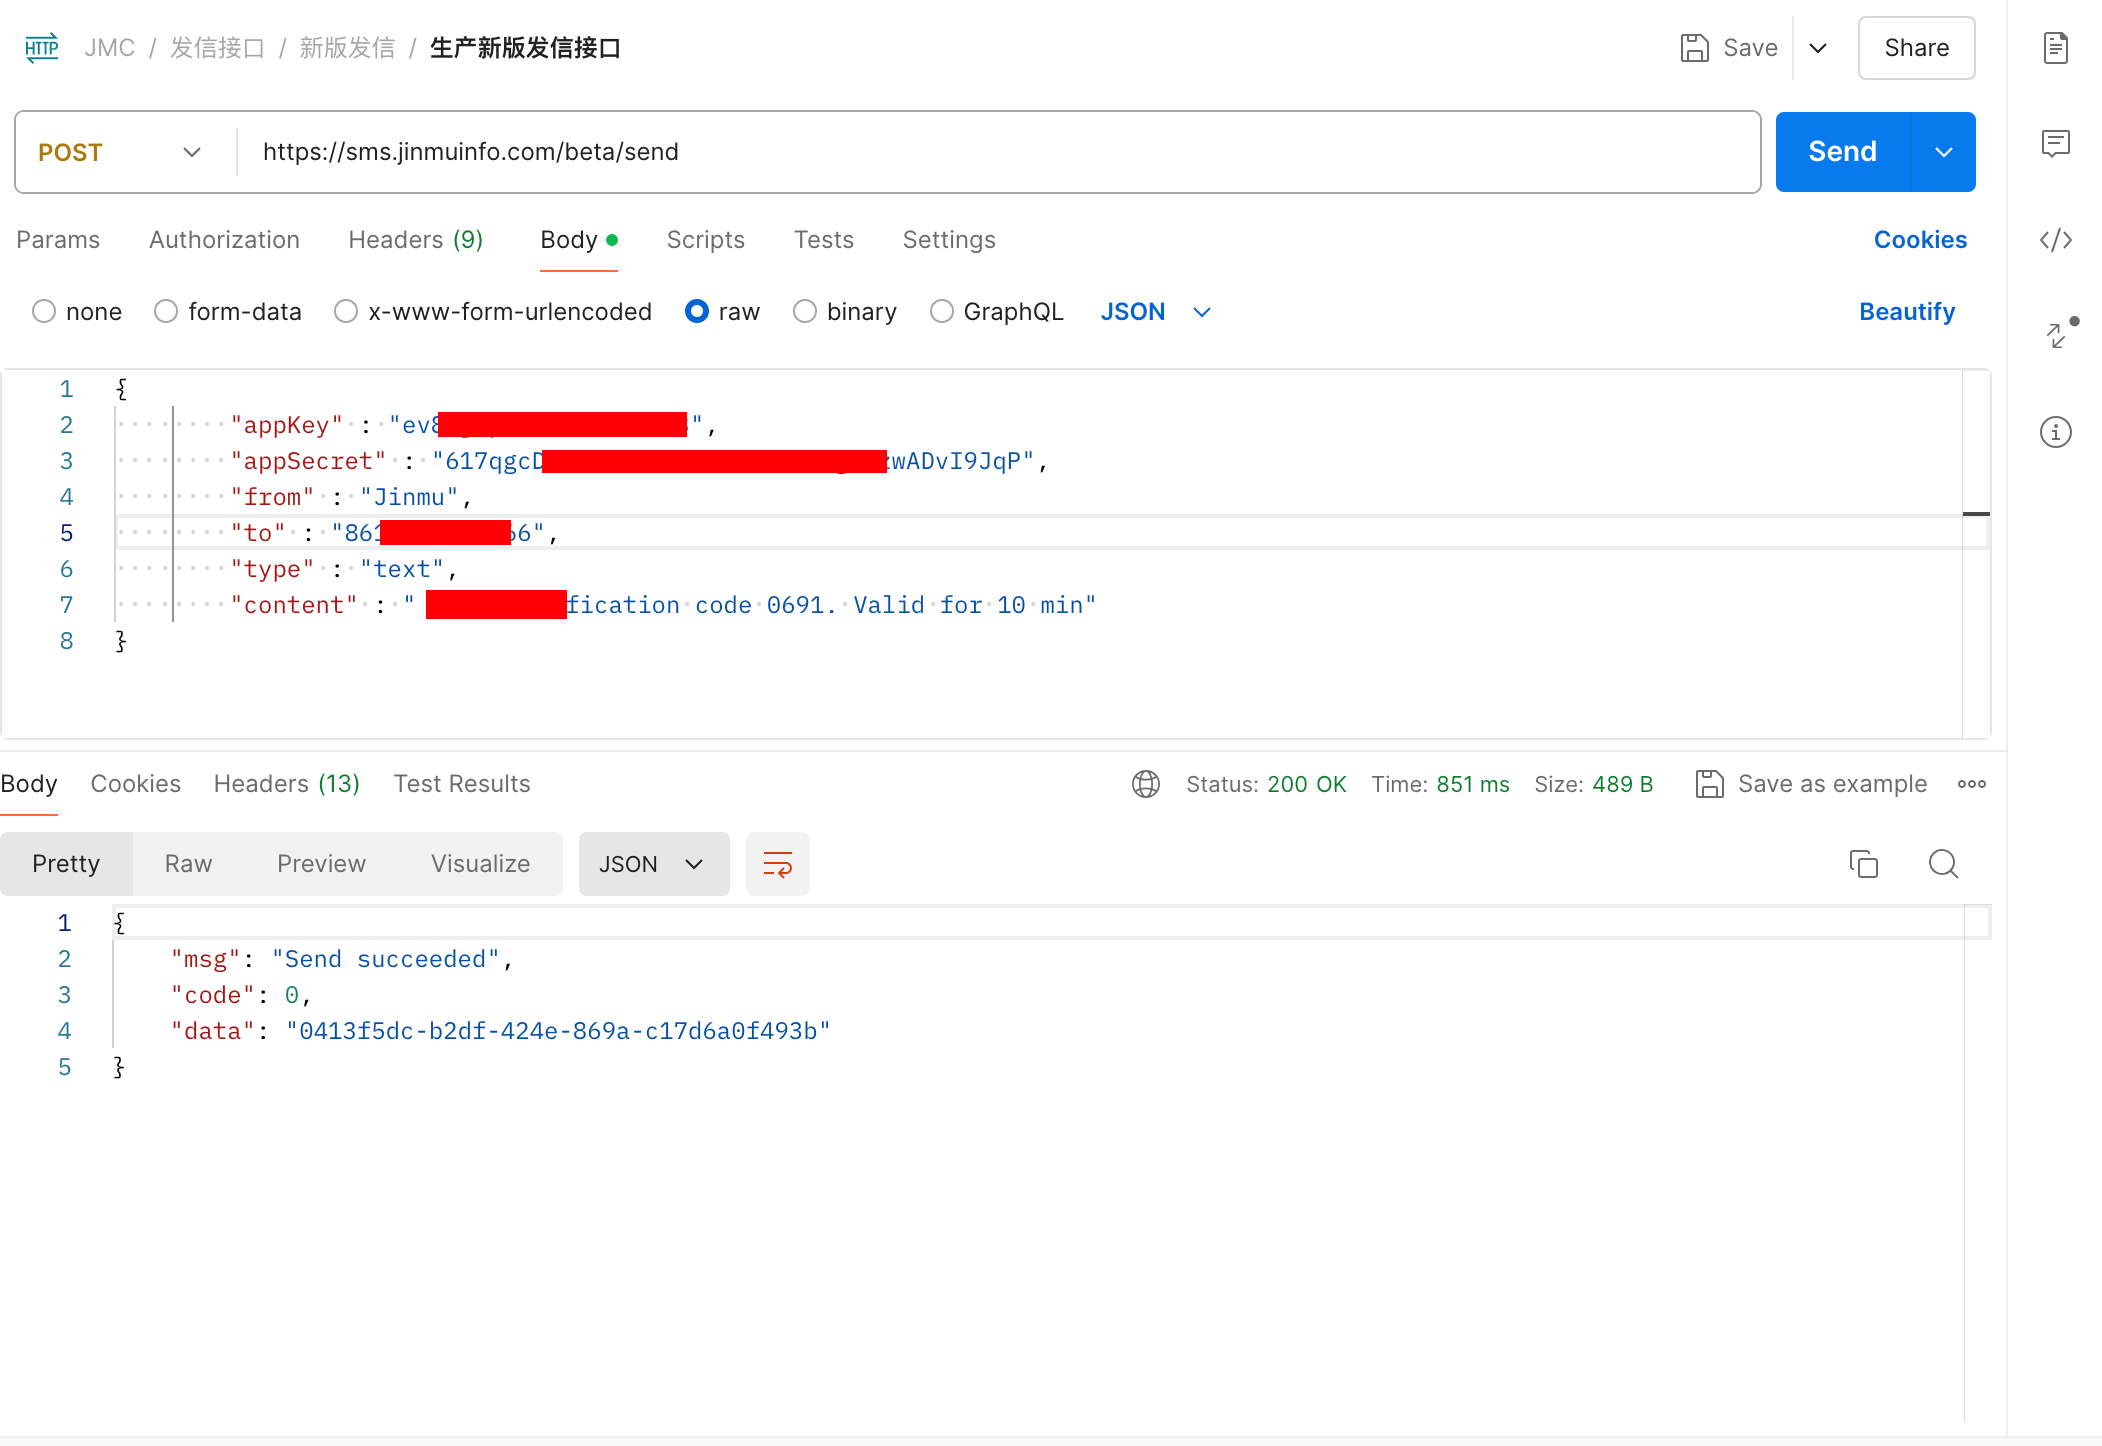 HTTP JMC / 发信接口 / 新版发信 / 生产新版发信接口 Save Share
POST https://sms.jinmuinfo.com/beta/send Send
Params Authorization Headers (9) Body Scripts Tests Settings Cookies
none form-data x-www-form-urlencoded raw binary GraphQL JSON Beautify
1 {
2 "appKey" : "ev8 ",
3 "appSecret" : "617qgcD wADvI9JqP",
4 "from" : "Jinmu",
5 "to" : "861 66",
6 "type" : "text",
7 "content" : " fication code 0691. Valid for 10 min"
8 }
Body Cookies Headers (13) Test Results Status: 200 OK Time: 851 ms Size: 489 B Save as example
Pretty Raw Preview Visualize JSON
1 {
2 "msg": "Send succeeded",
3 "code": 0,
4 "data": "0413f5dc-b2df-424e-869a-c17d6a0f493b"
5 }